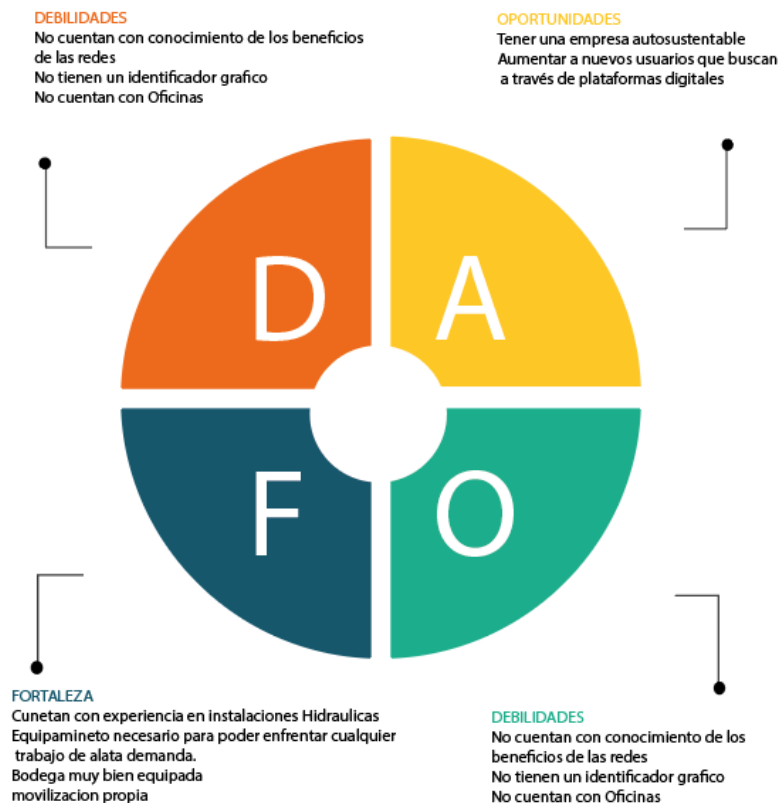 DEBILIDADES
No cuentan con conocimiento de los beneficios
de las redes
No tienen un identificador grafico
No cuentan con Oficinas
OPORTUNIDADES
Tener una empresa autosustentable
Aumentar a nuevos usuarios que buscan
a través de plataformas digitales
D
A
F
O
FORTALEZA
Cunetan con experiencia en instalaciones Hidraulicas
Equipamineto necesario para poder enfrentar cualquier
trabajo de alata demanda.
Bodega muy bien equipada
movilizacion propia
DEBILIDADES
No cuentan con conocimiento de los
beneficios de las redes
No tienen un identificador grafico
No cuentan con Oficinas